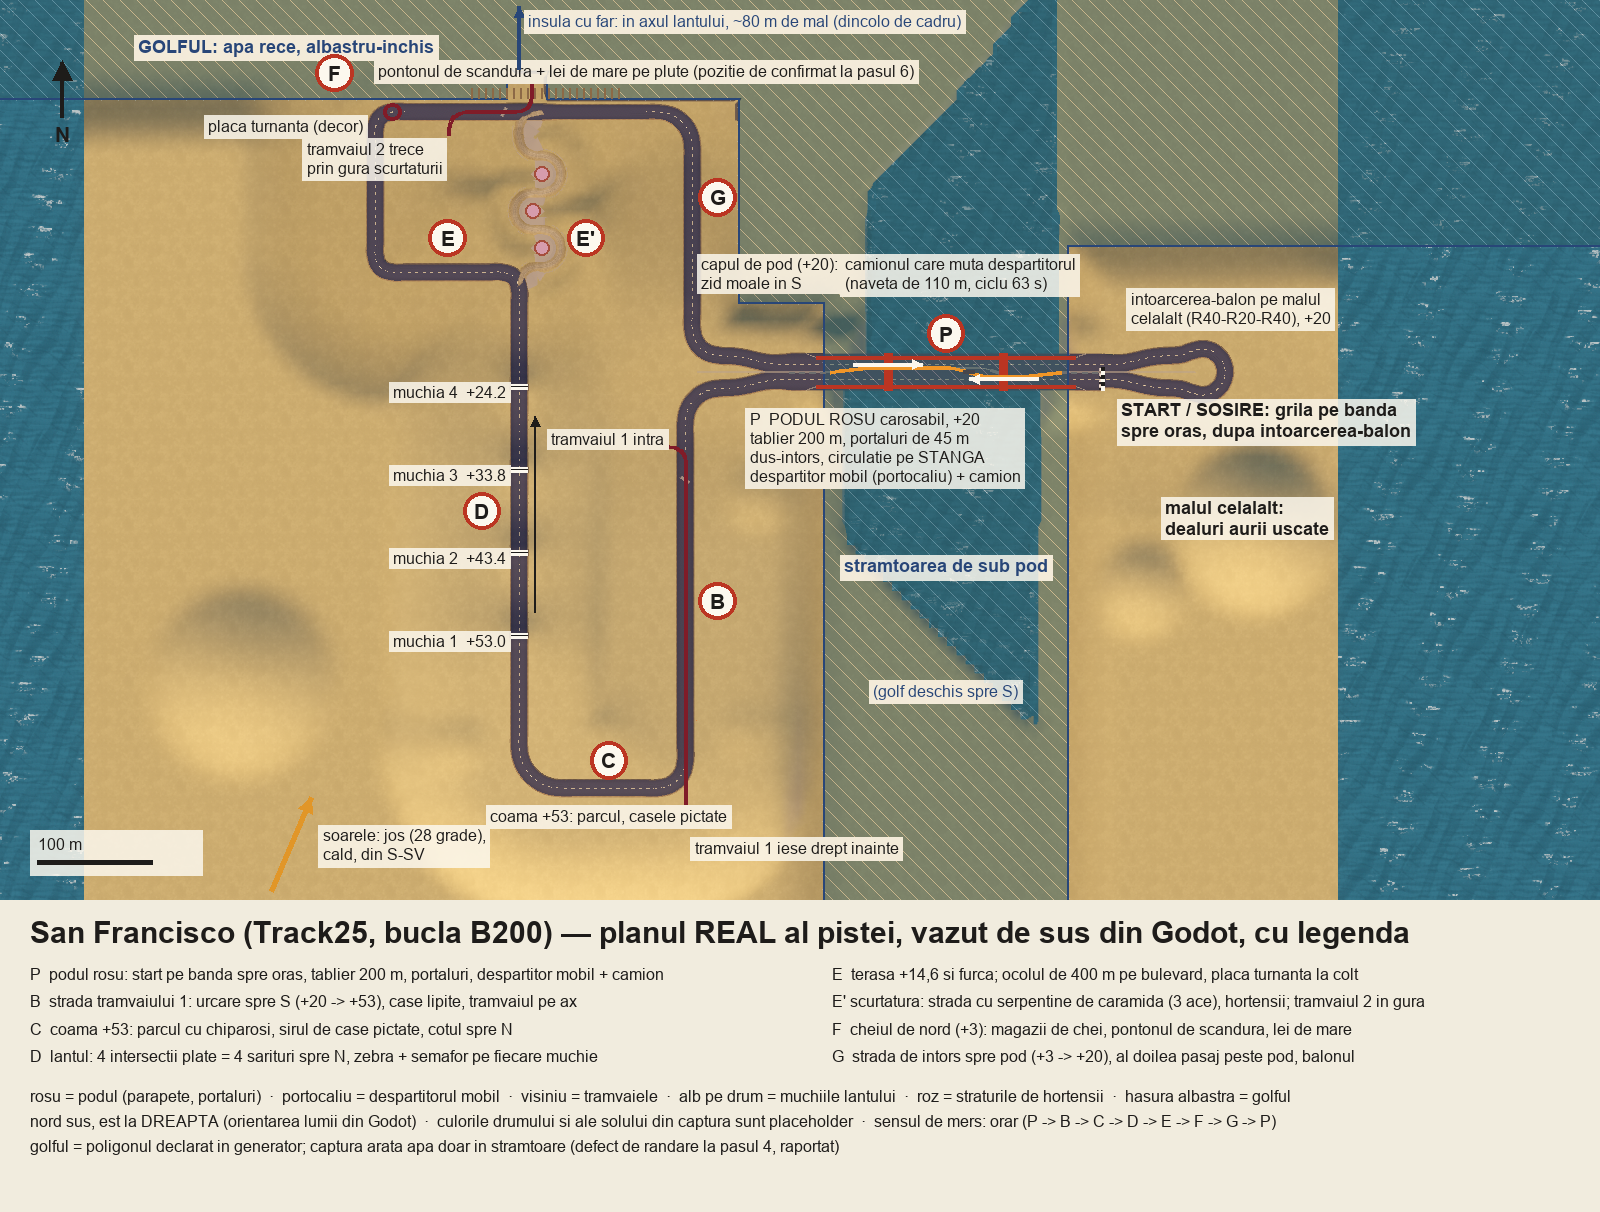 insula cu far: in axul lantului, ~80 m de mal (dincolo de cadru)
GOLFUL: apa rece, albastru-inchis
F
pontonul de scandura + lei de mare pe plute (pozitie de confirmat la pasul 6)
N
placa turnanta (decor)
tramvaiul 2 trece
prin gura scurtaturii
G
E
E'
capul de pod (+20):
zid moale in S
camionul care muta despartitorul
(naveta de 110 m, ciclu 63 s)
intoarcerea-balon pe malul
celalalt (R40-R20-R40), +20
P
muchia 4 +24.2
START / SOSIRE: grila pe banda
spre oras, dupa intoarcerea-balon
P PODUL ROSU carosabil, +20
tablier 200 m, portaluri de 45 m
dus-intors, circulatie pe STANGA
despartitor mobil (portocaliu) + camion
tramvaiul 1 intra
muchia 3 +33.8
D
malul celalalt:
dealuri aurii uscate
muchia 2 +43.4
stramtoarea de sub pod
B
muchia 1 +53.0
(golf deschis spre S)
C
coama +53: parcul, casele pictate
soarele: jos (28 grade),
cald, din S-SV
100 m
tramvaiul 1 iese drept inainte
San Francisco (Track25, bucla B200) — planul REAL al pistei, vazut de sus din Godot, cu legenda
P podul rosu: start pe banda spre oras, tablier 200 m, portaluri, despartitor mobil + camion
B strada tramvaiului 1: urcare spre S (+20 -> +53), case lipite, tramvaiul pe ax
C coama +53: parcul cu chiparosi, sirul de case pictate, cotul spre N
D lantul: 4 intersectii plate = 4 sarituri spre N, zebra + semafor pe fiecare muchie
E terasa +14,6 si furca; ocolul de 400 m pe bulevard, placa turnanta la colt
E' scurtatura: strada cu serpentine de caramida (3 ace), hortensii; tramvaiul 2 in gura
F cheiul de nord (+3): magazii de chei, pontonul de scandura, lei de mare
G strada de intors spre pod (+3 -> +20), al doilea pasaj peste pod, balonul
rosu = podul (parapete, portaluri) · portocaliu = despartitorul mobil · visiniu = tramvaiele · alb pe drum = muchiile lantului · roz = straturile de hortensii · hasura albastra = golful
nord sus, est la DREAPTA (orientarea lumii din Godot) · culorile drumului si ale solului din captura sunt placeholder · sensul de mers: orar (P -> B -> C -> D -> E -> F -> G -> P)
golful = poligonul declarat in generator; captura arata apa doar in stramtoare (defect de randare la pasul 4, raportat)